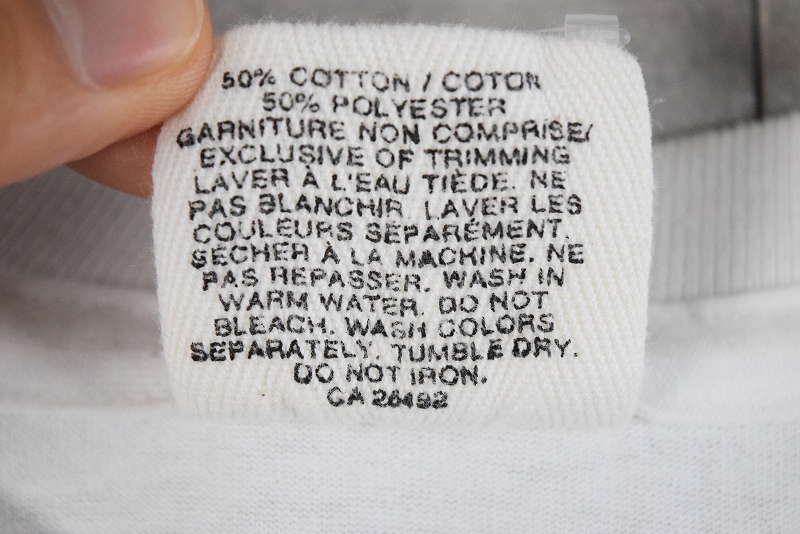 50% COTTON / COTON
50% POLYESTER
GARNITURE NON COMPRISE/
EXCLUSIVE OF TRIMMING
LAVER À L'EAU TIÈDE. NE
PAS BLANCHIR. LAVER LES
COULEURS SÉPARÉMENT.
SÉCHER À LA MACHINE. NE
PAS REPASSER. WASH IN
WARM WATER. DO NOT
BLEACH. WASH COLORS
SEPARATELY. TUMBLE DRY.
DO NOT IRON.
CA 26492